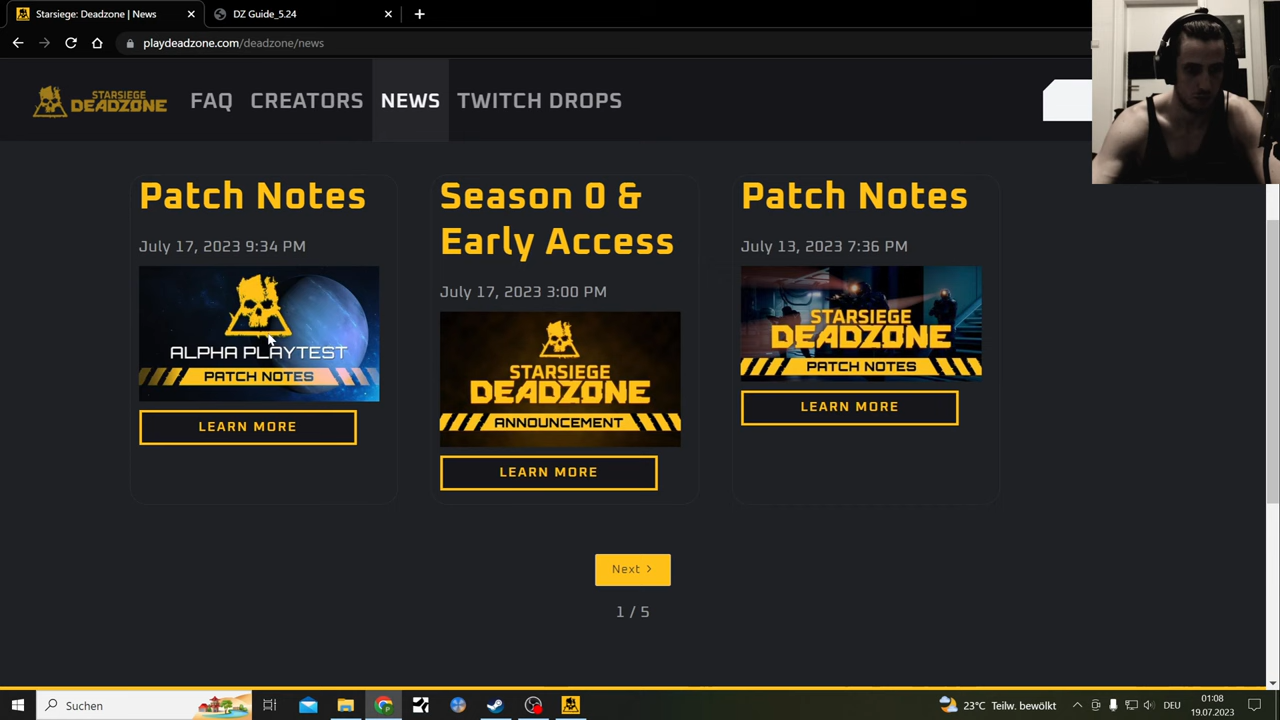 Starsiege: Deadzone | News
DZ Guide_5.24
playdeadzone.com/deadzone/news
STARSIEGE
DEADZONE
FAQ
CREATORS
NEWS
TWITCH DROPS
Patch Notes
July 17, 2023 9:34 PM
ALPHA PLAYTEST
PATCH NOTES
LEARN MORE
Season 0 &
Early Access
July 17, 2023 3:00 PM
STARSIEGE
DEADZONE
ANNOUNCEMENT
LEARN MORE
Patch Notes
July 13, 2023 7:36 PM
STARSIEGE
DEADZONE
PATCH NOTES
LEARN MORE
Next >
1 / 5
Suchen
23°C Teilw. bewölkt
DEU
01:08
19.07.2023